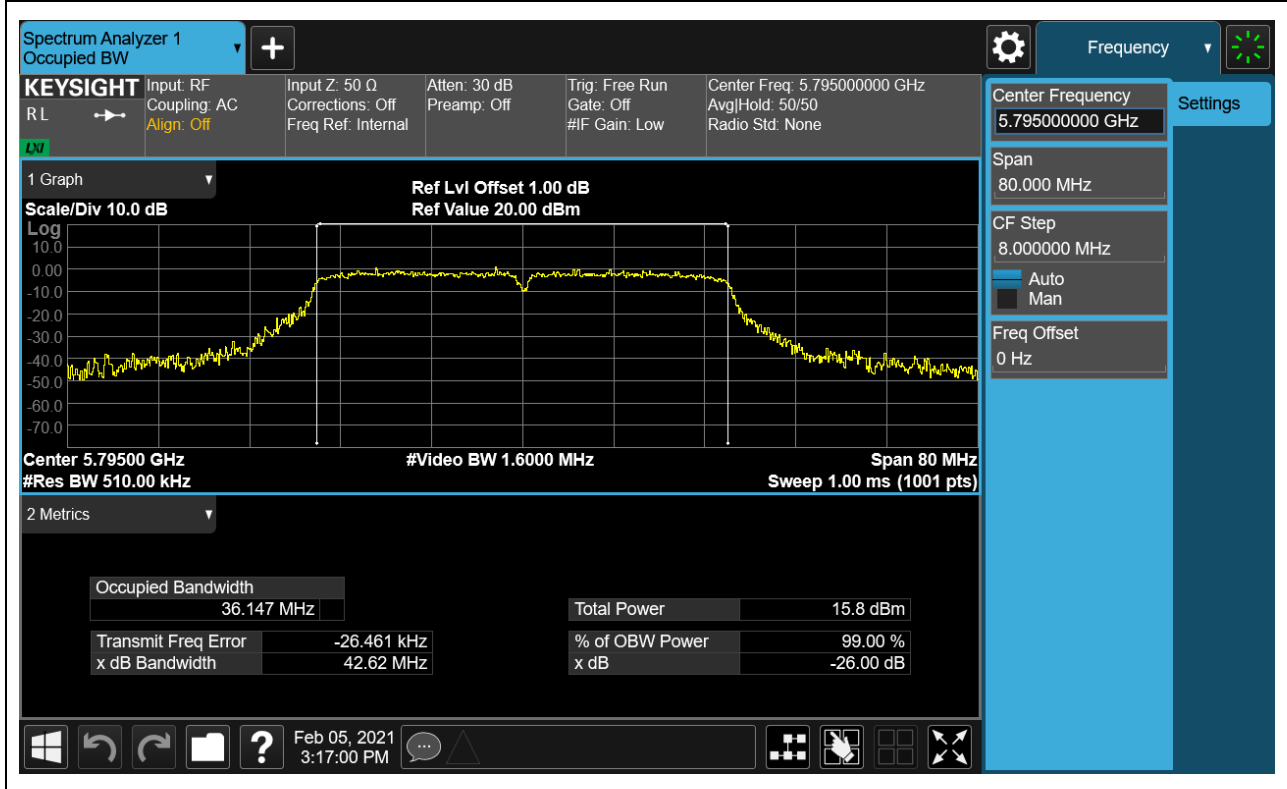 Spectrum Analyzer 1
Occupied BW
Frequency
KEYSIGHT
R L
LXI
Input: RF
Coupling: AC
Align: Off
Input Z: 50 Ω
Corrections: Off
Freq Ref: Internal
Atten: 30 dB
Preamp: Off
Trig: Free Run
Gate: Off
#IF Gain: Low
Center Freq: 5.795000000 GHz
Avg|Hold: 50/50
Radio Std: None
Center Frequency
5.795000000 GHz
Settings
Span
80.000 MHz
CF Step
8.000000 MHz
Auto
Man
Freq Offset
0 Hz
1 Graph
Ref Lvl Offset 1.00 dB
Scale/Div 10.0 dB
Ref Value 20.00 dBm
Log
10.0
0.00
-10.0
-20.0
-30.0
-40.0
-50.0
-60.0
-70.0
Center 5.79500 GHz
#Video BW 1.6000 MHz
Span 80 MHz
#Res BW 510.00 kHz
Sweep 1.00 ms (1001 pts)
2 Metrics
Occupied Bandwidth
36.147 MHz
Total Power 15.8 dBm
Transmit Freq Error -26.461 kHz
% of OBW Power 99.00 %
x dB Bandwidth 42.62 MHz
x dB -26.00 dB
?
Feb 05, 2021
3:17:00 PM